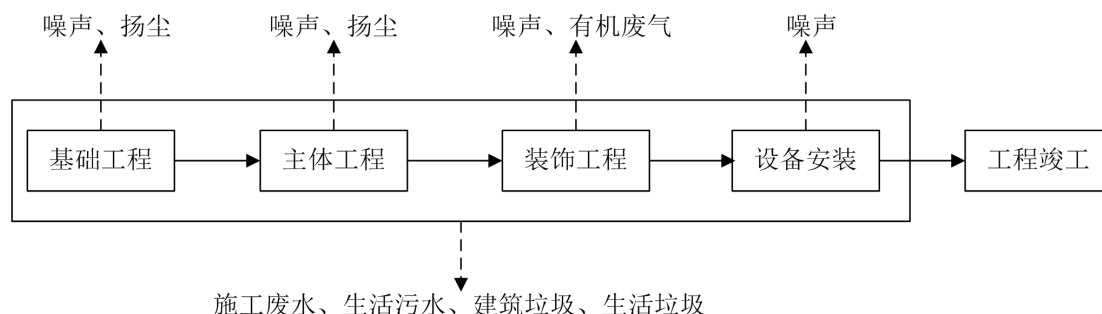 噪声、扬尘
噪声、扬尘
噪声、有机废气
噪声
基础工程
主体工程
装饰工程
设备安装
工程竣工
施工废水、生活污水、建筑垃圾、生活垃圾